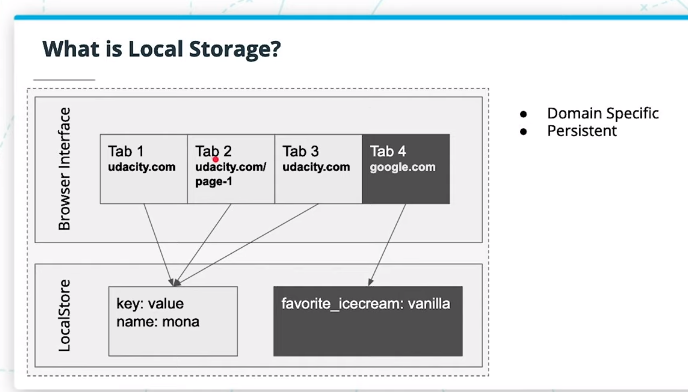 What is Local Storage?
Browser Interface
Tab 1
udacity.com
Tab 2
udacity.com/
page-1
Tab 3
udacity.com
Tab 4
google.com
LocalStore
key: value
name: mona
favorite_icecream: vanilla
● Domain Specific
● Persistent